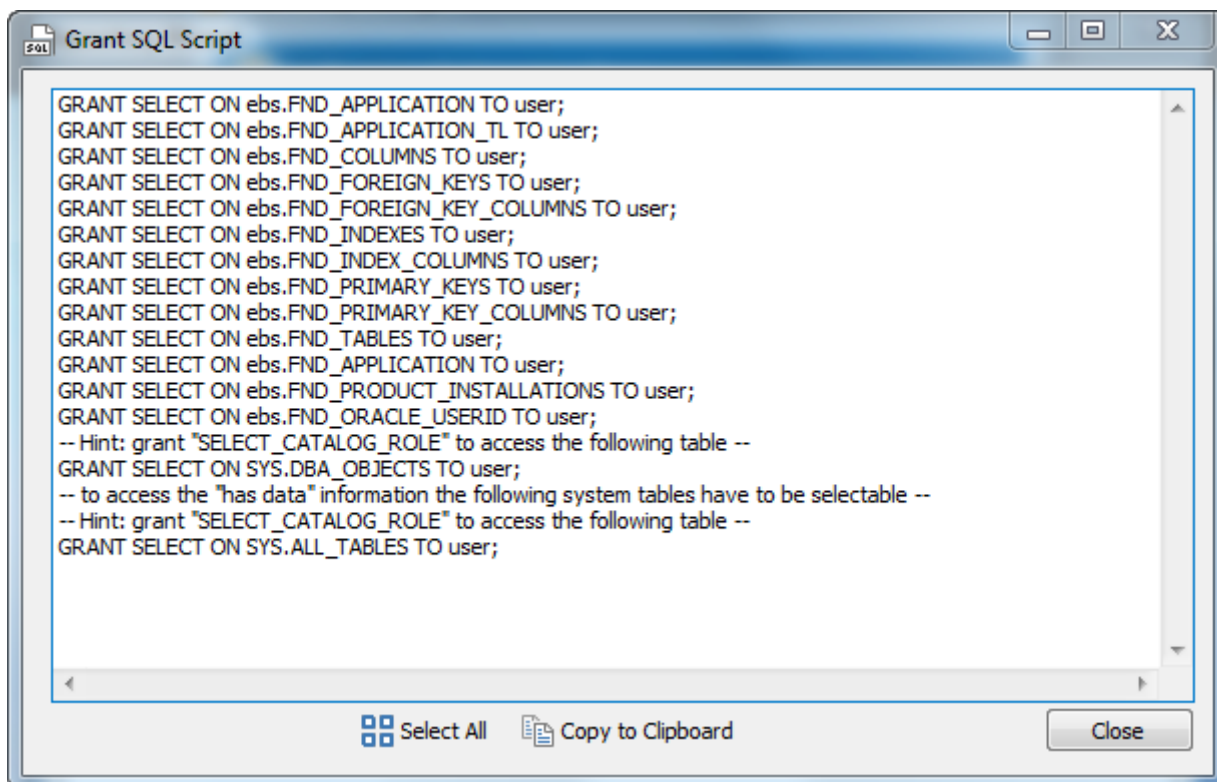 SQL Grant SQL Script
GRANT SELECT ON ebs.FND_APPLICATION TO user;
GRANT SELECT ON ebs.FND_APPLICATION_TL TO user;
GRANT SELECT ON ebs.FND_COLUMNS TO user;
GRANT SELECT ON ebs.FND_FOREIGN_KEYS TO user;
GRANT SELECT ON ebs.FND_FOREIGN_KEY_COLUMNS TO user;
GRANT SELECT ON ebs.FND_INDEXES TO user;
GRANT SELECT ON ebs.FND_INDEX_COLUMNS TO user;
GRANT SELECT ON ebs.FND_PRIMARY_KEYS TO user;
GRANT SELECT ON ebs.FND_PRIMARY_KEY_COLUMNS TO user;
GRANT SELECT ON ebs.FND_TABLES TO user;
GRANT SELECT ON ebs.FND_APPLICATION TO user;
GRANT SELECT ON ebs.FND_PRODUCT_INSTALLATIONS TO user;
GRANT SELECT ON ebs.FND_ORACLE_USERID TO user;
-- Hint: grant "SELECT_CATALOG_ROLE" to access the following table --
GRANT SELECT ON SYS.DBA_OBJECTS TO user;
-- to access the "has data" information the following system tables have to be selectable --
-- Hint: grant "SELECT_CATALOG_ROLE" to access the following table --
GRANT SELECT ON SYS.ALL_TABLES TO user;
Select All Copy to Clipboard Close